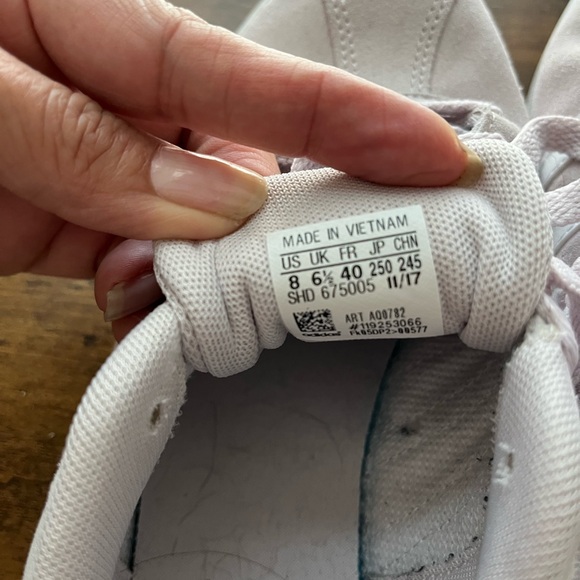 MADE IN VIETNAM
US UK FR JP CHN
8 6½ 40 250 245
SHD 675005 11/17
ART AQ0782
#119253066
adidas